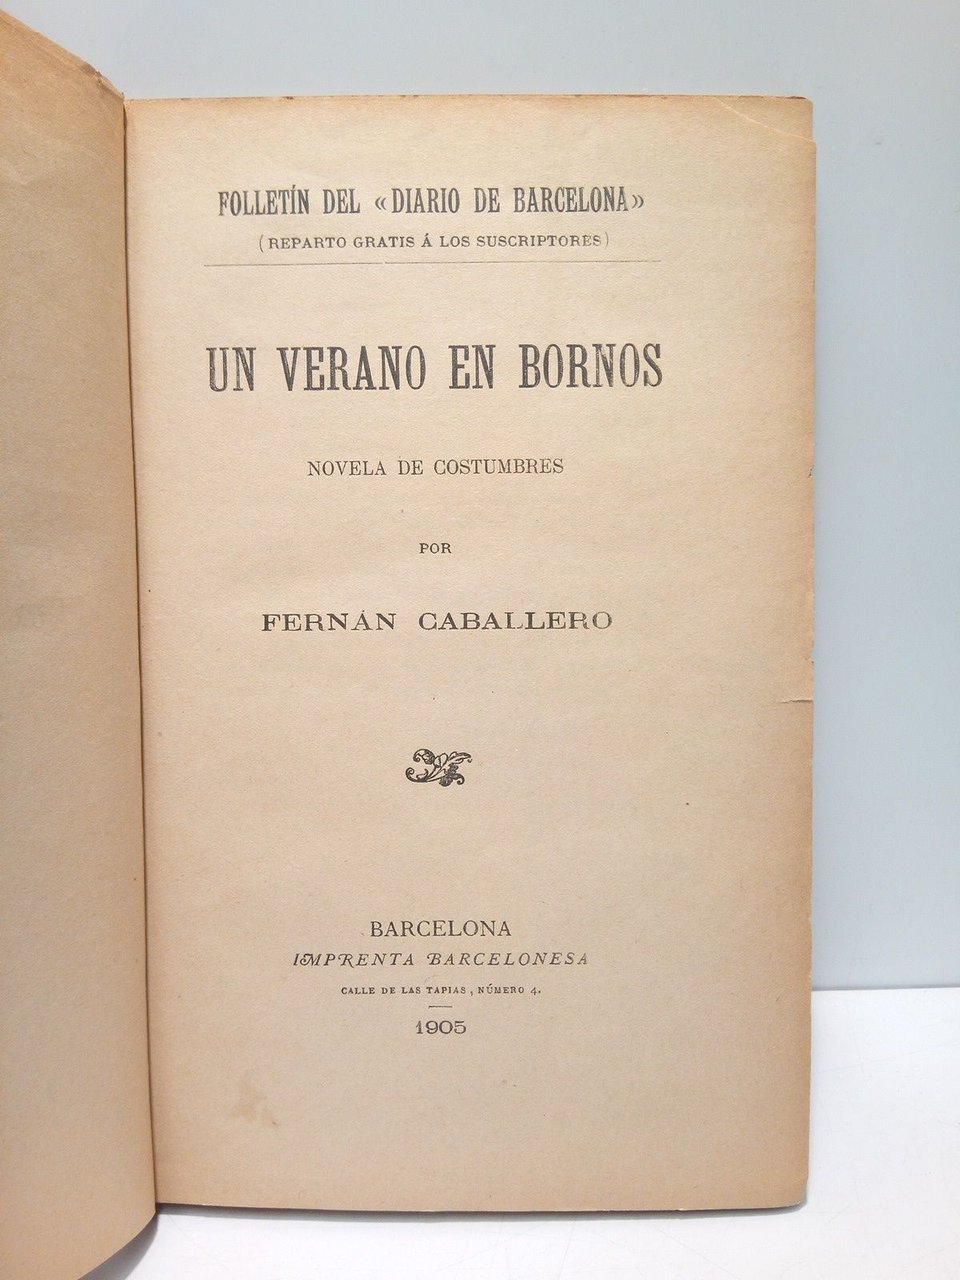 FOLLETÍN DEL «DIARIO DE BARCELONA»
(REPARTO GRATIS Á LOS SUSCRIPTORES)
UN VERANO EN BORNOS
NOVELA DE COSTUMBRES
POR
FERNÁN CABALLERO
BARCELONA
IMPRENTA BARCELONESA
CALLE DE LAS TAPIAS, NÚMERO 4.
1905